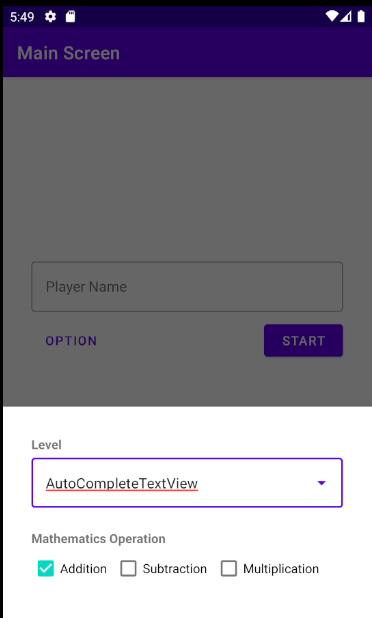 5:49
Main Screen
Player Name
OPTION START
Level
AutoCompleteTextView
Mathematics Operation
Addition Subtraction Multiplication